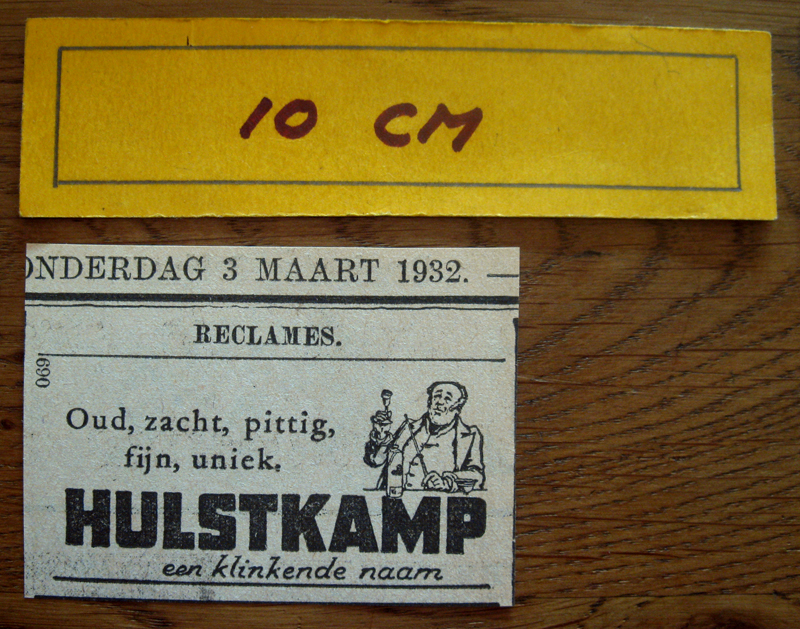 10 CM
ONDERDAG 3 MAART 1932. —
RECLAMES.
069
Oud, zacht, pittig,
fijn, uniek.
HULSTKAMP
een klinkende naam